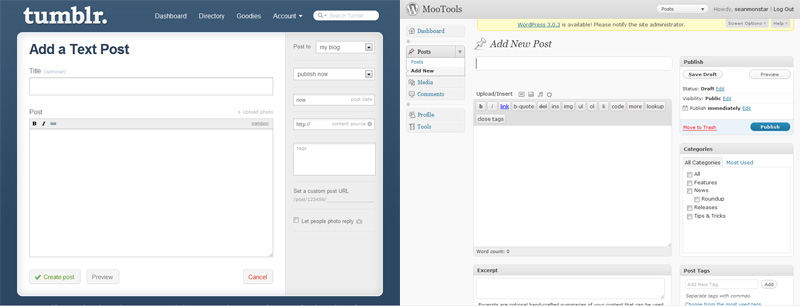 tumblr.
Dashboard Directory Goodies Account
Search Tumblr
Add a Text Post
Title (optional)
Post
+ Upload photo
B I
Create post
Preview
Cancel
Post to my blog
publish now
now post date
http:// content source
tags
Set a custom post URL
/post/123456/
Let people photo reply
MooTools
Posts
Howdy, seanmonstar | Log Out
WordPress 3.0.3 is available! Please notify the site administrator.
Screen Options
Help
Dashboard
Posts
Posts
Add New
Media
Comments
Profile
Tools
Add New Post
Upload/Insert
b i link b-quote del ins img ul ol li code more lookup
close tags
Word count: 0
Excerpt
Excerpts are optional hand-crafted summaries of your content that can be used
Publish
Save Draft
Preview
Status: Draft Edit
Visibility: Public Edit
Publish immediately Edit
Move to Trash
Publish
Categories
All Categories Most Used
All
Features
News
Roundup
Releases
Tips & Tricks
Post Tags
Add New Tag
Add
Separate tags with commas
Choose from the most used tags